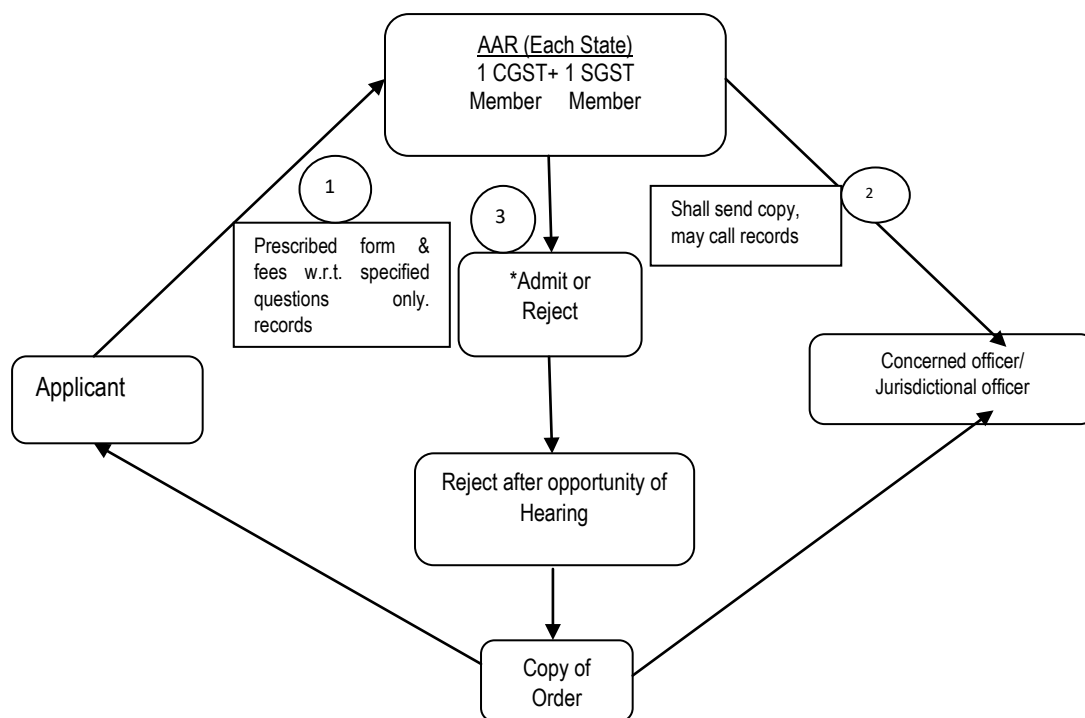 AAR (Each State)
1 CGST+ 1 SGST
Member Member
1
Prescribed form &
fees w.r.t. specified
questions only.
records
2
Shall send copy,
may call records
3
*Admit or
Reject
Applicant
Concerned officer/
Jurisdictional officer
Reject after opportunity of
Hearing
Copy of
Order